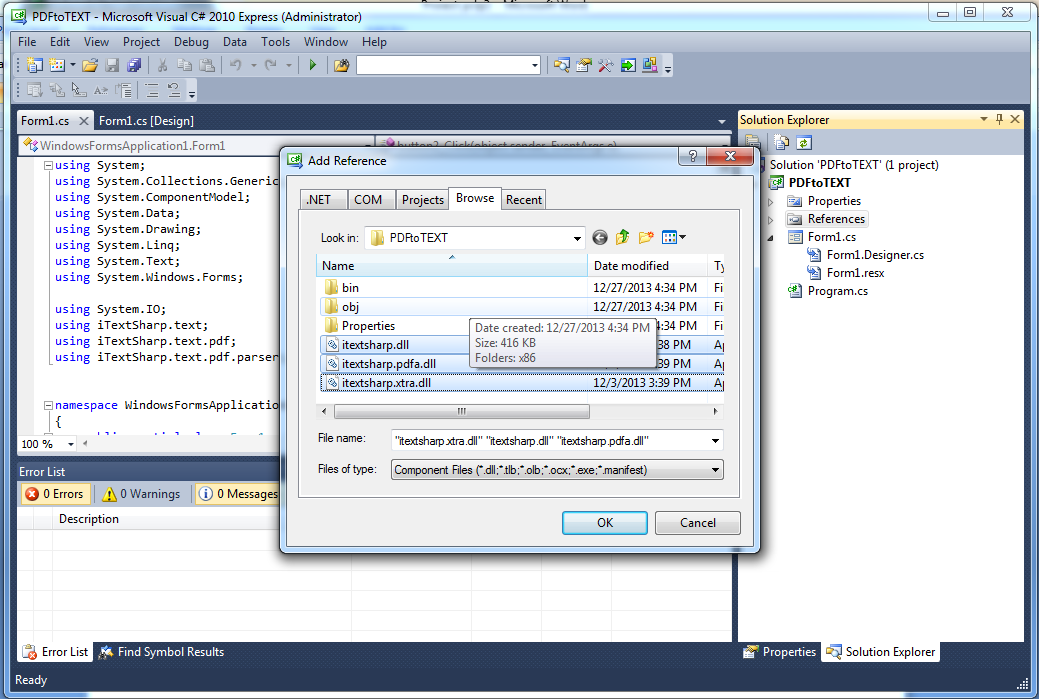 PDFtoTEXT - Microsoft Visual C# 2010 Express (Administrator)
File Edit View Project Debug Data Tools Window Help
Form1.cs Form1.cs [Design]
WindowsFormsApplication1.Form1
button2_Click(object sender, EventArgs e)
using System;
using System.Collections.Generic
using System.ComponentModel;
using System.Data;
using System.Drawing;
using System.Linq;
using System.Text;
using System.Windows.Forms;
using System.IO;
using iTextSharp.text;
using iTextSharp.text.pdf;
using iTextSharp.text.pdf.parser
namespace WindowsFormsApplication
{
100 %
Error List
0 Errors 0 Warnings 0 Messages
Description
Error List Find Symbol Results
Ready
Add Reference
.NET COM Projects Browse Recent
Look in: PDFtoTEXT
Name Date modified Ty
bin 12/27/2013 4:34 PM Fi
obj 12/27/2013 4:34 PM Fi
Properties 4:34 PM Fi
itextsharp.dll 38 PM Ap
itextsharp.pdfa.dll 39 PM Ap
itextsharp.xtra.dll 12/3/2013 3:39 PM Ap
Date created: 12/27/2013 4:34 PM
Size: 416 KB
Folders: x86
File name: "itextsharp.xtra.dll" "itextsharp.dll" "itextsharp.pdfa.dll"
Files of type: Component Files (*.dll;*.tlb;*.olb;*.ocx;*.exe;*.manifest)
OK Cancel
Solution Explorer
Solution 'PDFtoTEXT' (1 project)
PDFtoTEXT
Properties
References
Form1.cs
Form1.Designer.cs
Form1.resx
Program.cs
Properties Solution Explorer